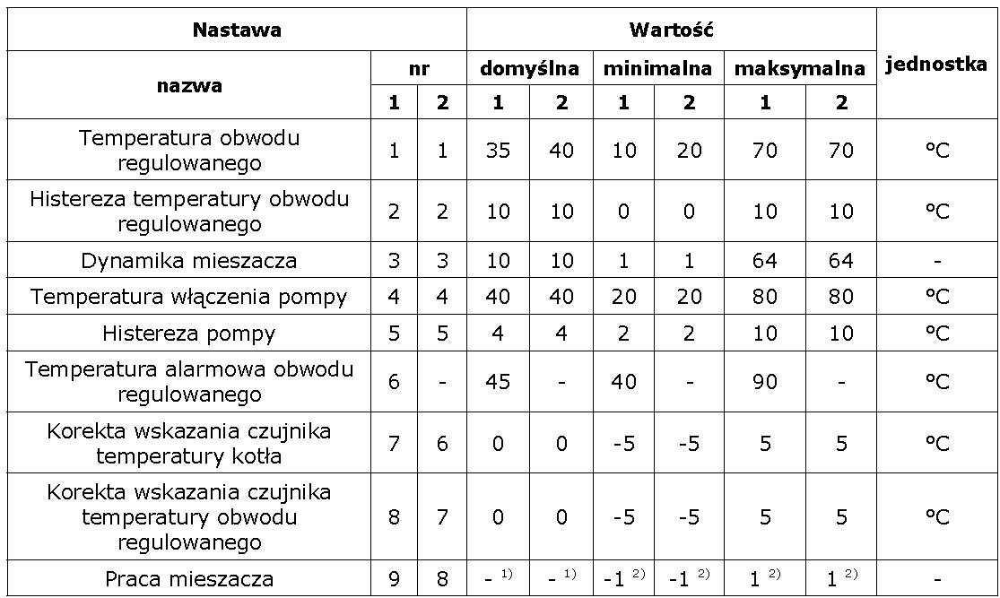 Nastawa Wartość jednostka
nazwa nr domyślna minimalna maksymalna
1 2 1 2 1 2 1 2
Temperatura obwodu
regulowanego 1 1 35 40 10 20 70 70 °C
Histereza temperatury obwodu
regulowanego 2 2 10 10 0 0 10 10 °C
Dynamika mieszacza 3 3 10 10 1 1 64 64 -
Temperatura włączenia pompy 4 4 40 40 20 20 80 80 °C
Histereza pompy 5 5 4 4 2 2 10 10 °C
Temperatura alarmowa obwodu
regulowanego 6 - 45 - 40 - 90 - °C
Korekta wskazania czujnika
temperatury kotła 7 6 0 0 -5 -5 5 5 °C
Korekta wskazania czujnika
temperatury obwodu 8 7 0 0 -5 -5 5 5 °C
regulowanego
Praca mieszacza 9 8 - 1) - 1) -1 2) -1 2) 1 2) 1 2) -